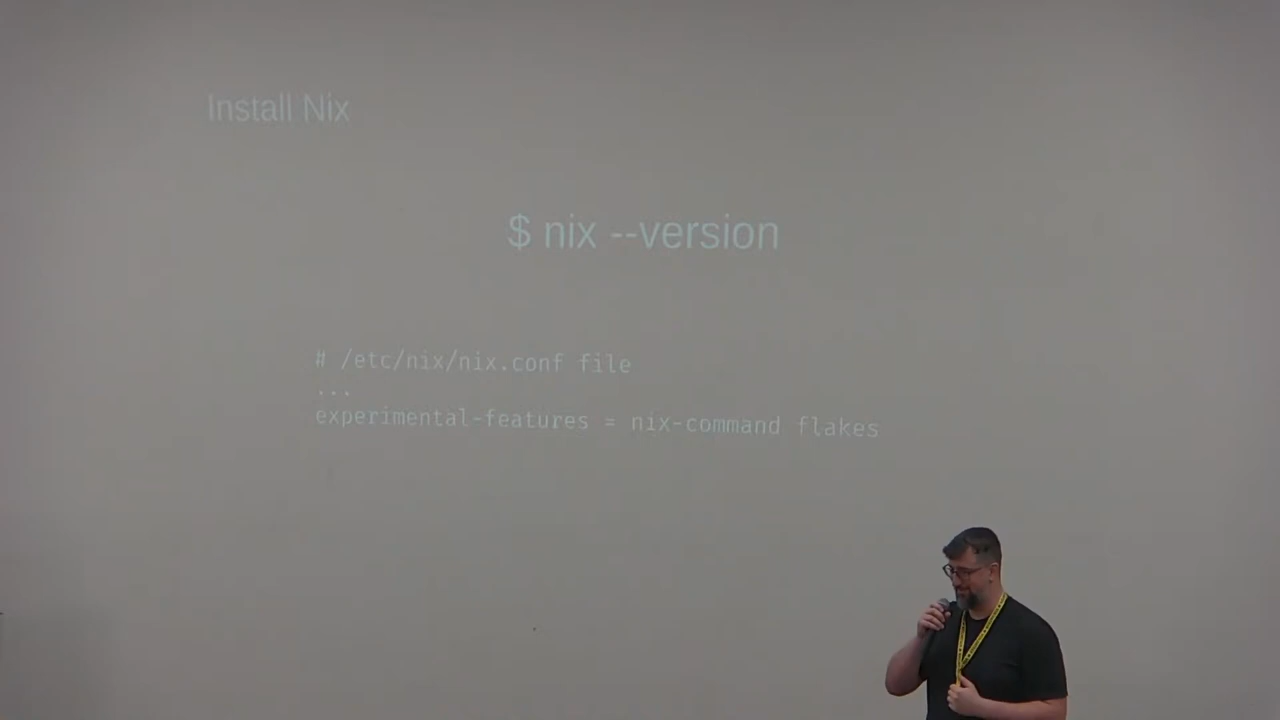 Install Nix
$ nix --version
# /etc/nix/nix.conf file
...
experimental-features = nix-command flakes